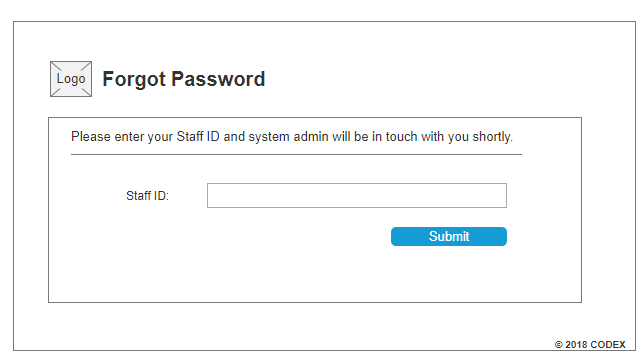 Logo
Forgot Password
Please enter your Staff ID and system admin will be in touch with you shortly.
Staff ID:
Submit
© 2018 CODEX